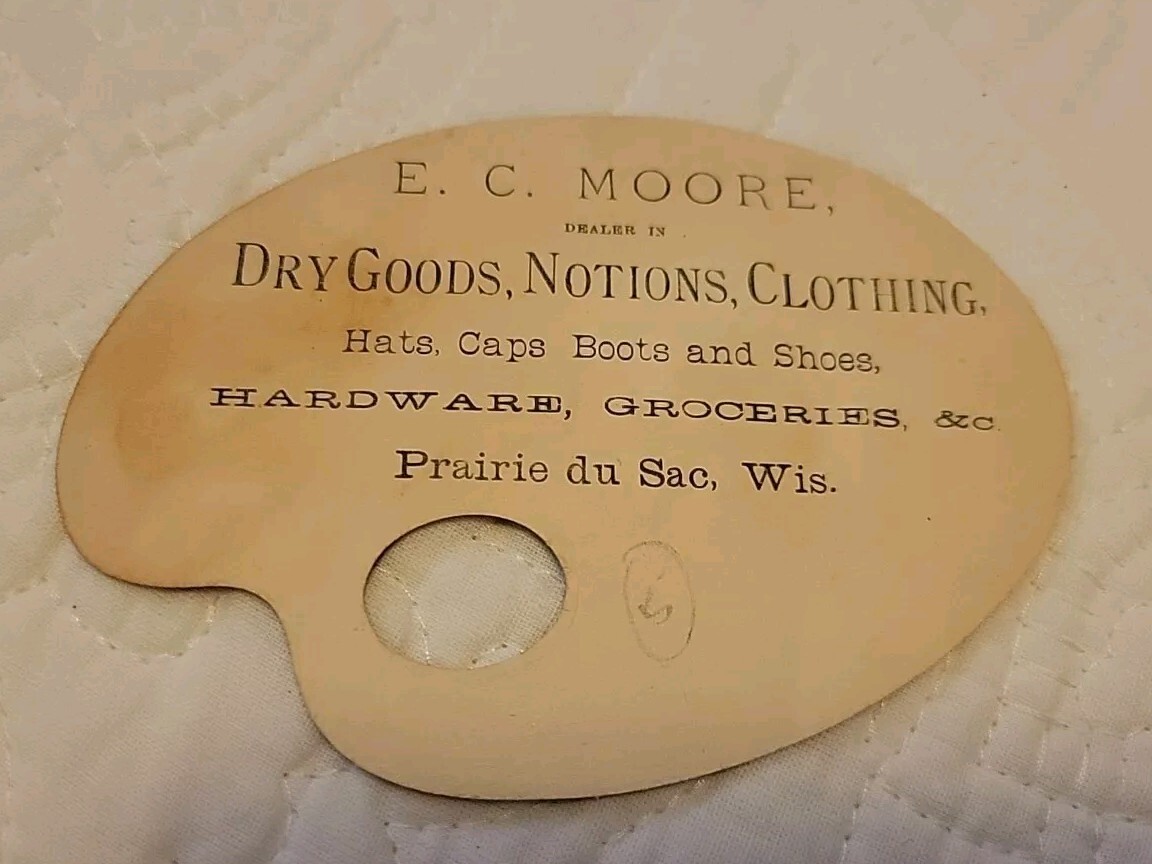 E. C. MOORE,
DEALER IN
DRY GOODS, NOTIONS, CLOTHING,
Hats, Caps Boots and Shoes,
HARDWARE, GROCERIES, &c.
Prairie du Sac, Wis.